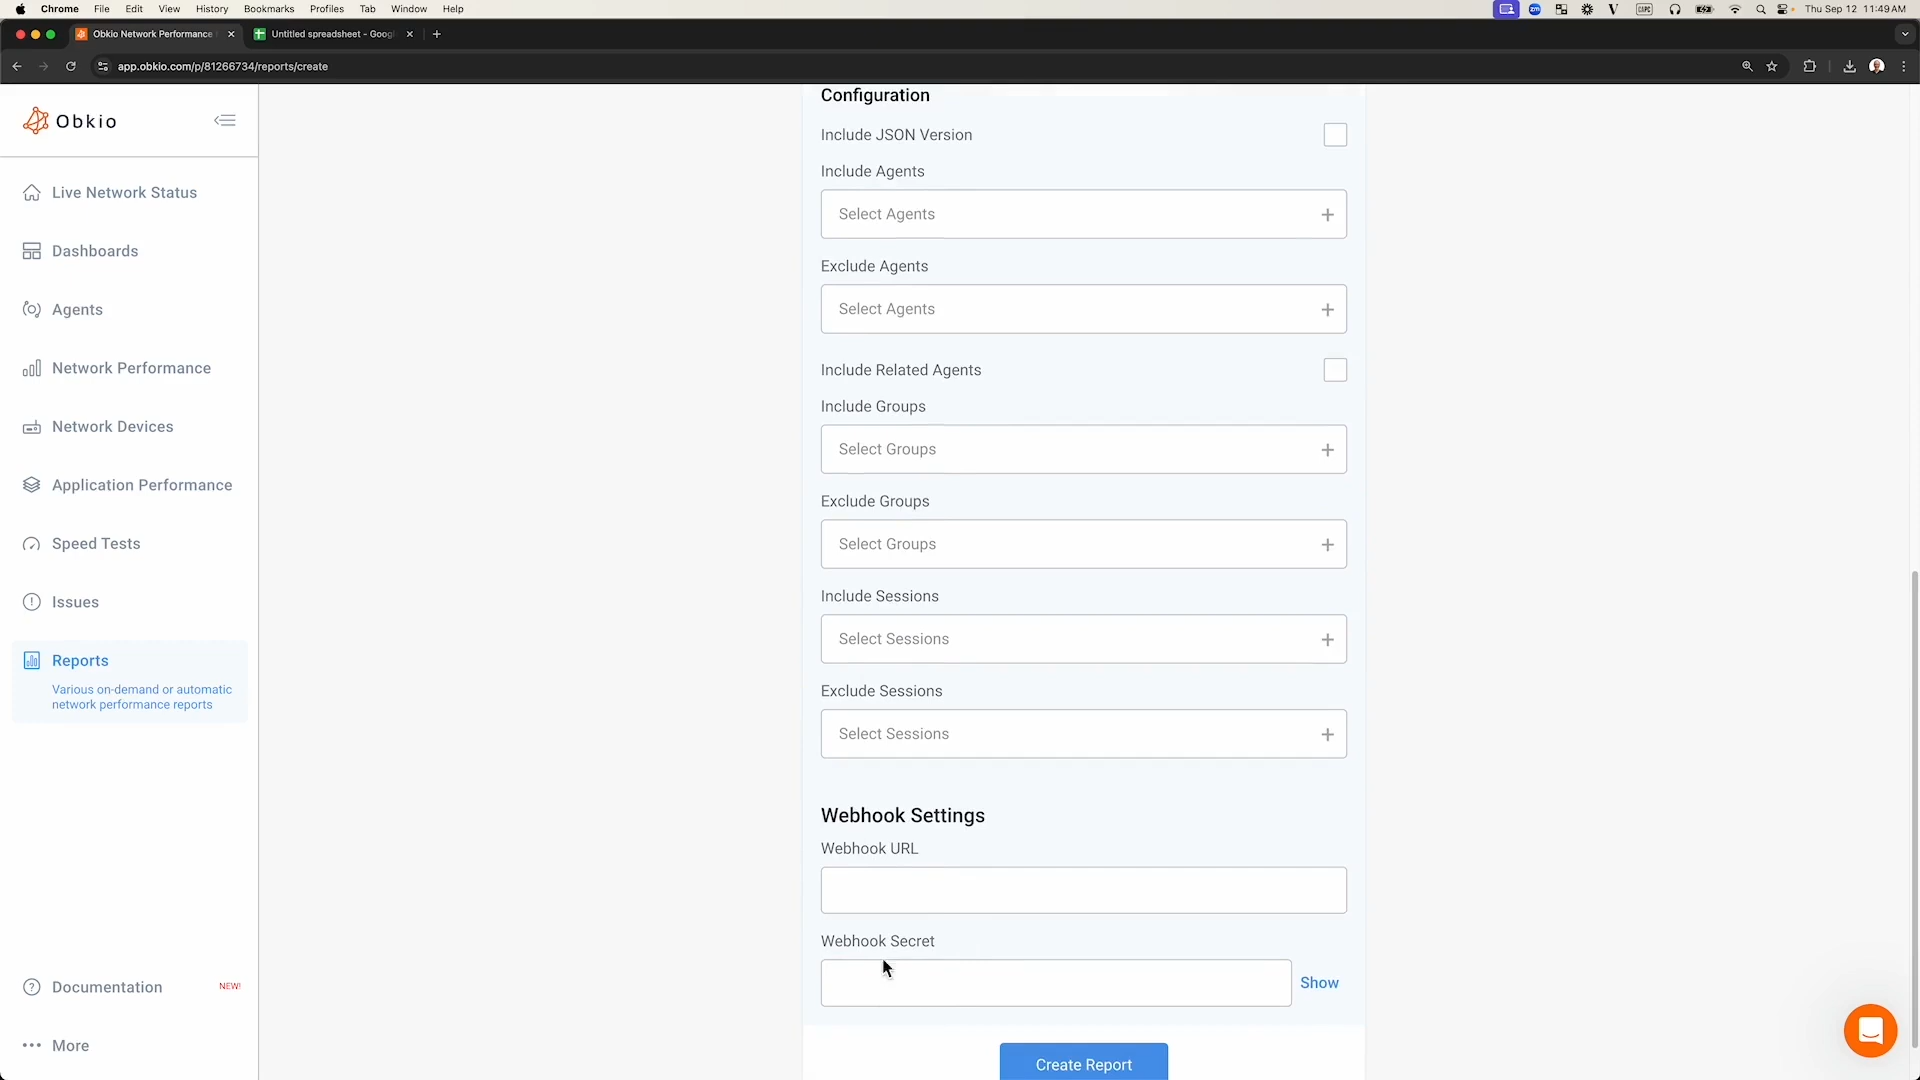 Chrome File Edit View History Bookmarks Profiles Tab Window Help
Thu Sep 12 11:49 AM
Obkio Network Performance
Untitled spreadsheet - Googl
app.obkio.com/p/81266734/reports/create
Obkio
Live Network Status
Dashboards
Agents
Network Performance
Network Devices
Application Performance
Speed Tests
Issues
Reports
Various on-demand or automatic
network performance reports
Documentation NEW!
More
Configuration
Include JSON Version
Include Agents
Select Agents
Exclude Agents
Select Agents
Include Related Agents
Include Groups
Select Groups
Exclude Groups
Select Groups
Include Sessions
Select Sessions
Exclude Sessions
Select Sessions
Webhook Settings
Webhook URL
Webhook Secret
Show
Create Report